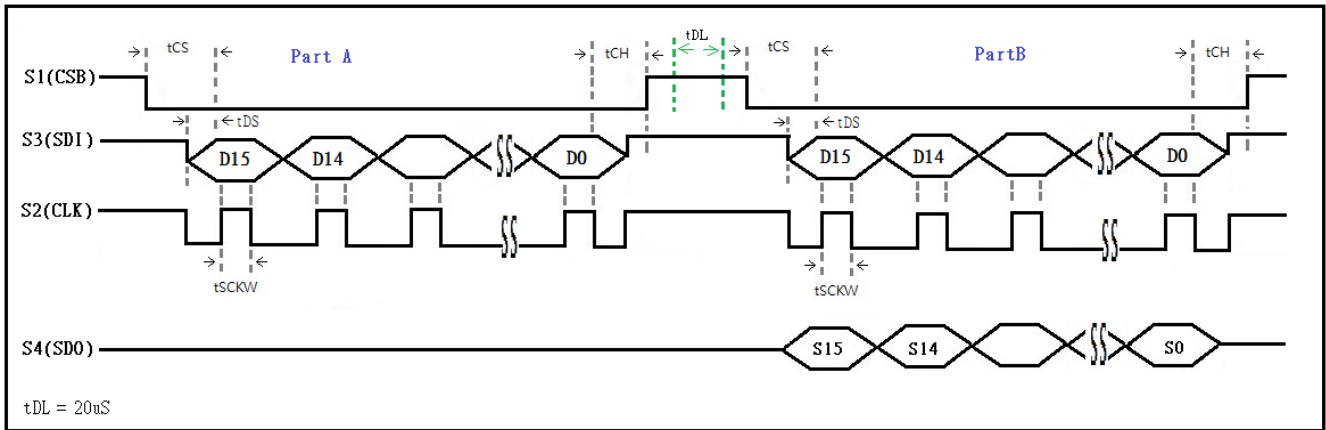 tCS Part A tCH tDL tCS PartB tCH
S1(CSB)
tDS tDS
S3(SDI) D15 D14 D0 D15 D14 D0
S2(CLK)
tSCKW tSCKW
S4(SDO) S15 S14 S0
tDL = 20uS